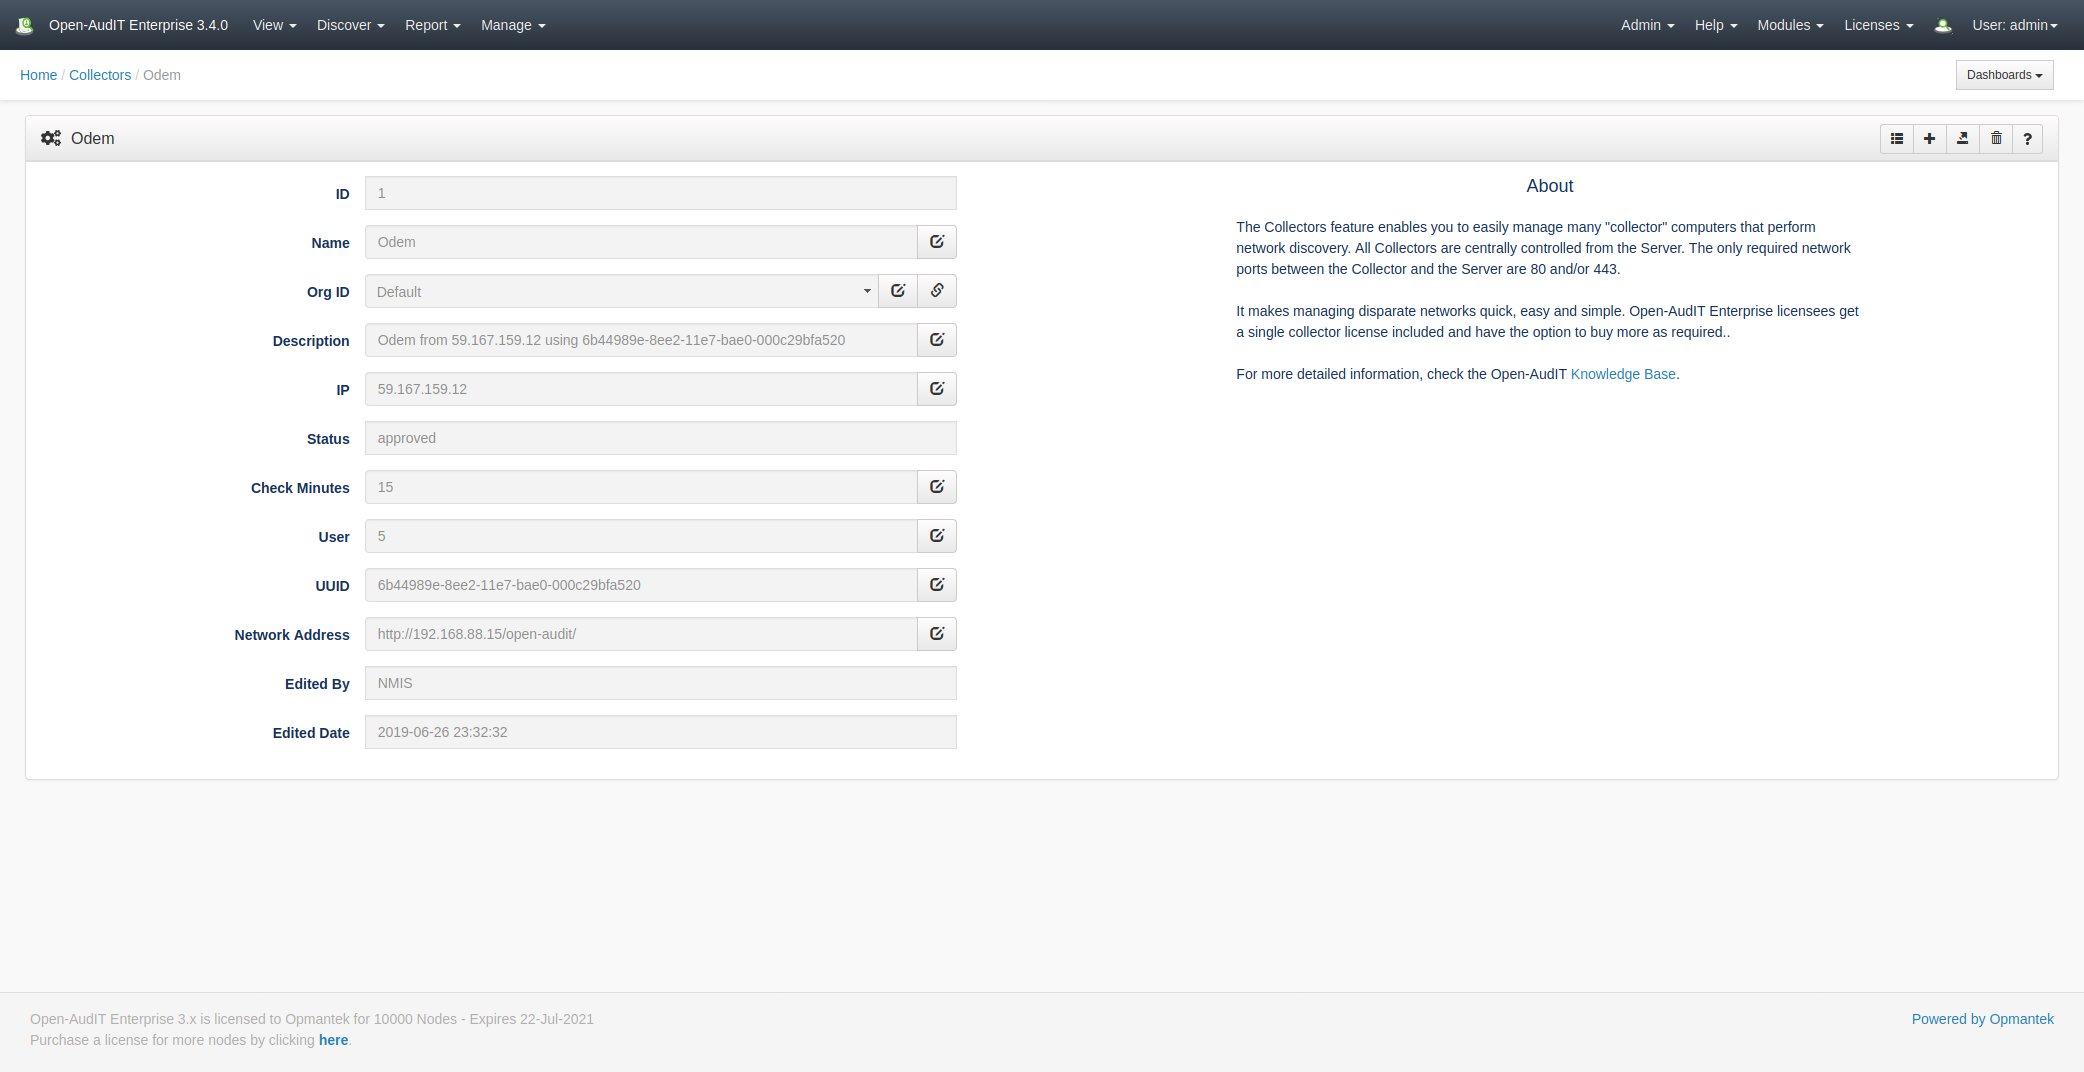 Open-AudIT Enterprise 3.4.0 View Discover Report Manage Admin Help Modules Licenses User: admin
Home / Collectors / Odem Dashboards
Odem ?
ID 1
Name Odem
Org ID Default
Description Odem from 59.167.159.12 using 6b44989e-8ee2-11e7-bae0-000c29bfa520
IP 59.167.159.12
Status approved
Check Minutes 15
User 5
UUID 6b44989e-8ee2-11e7-bae0-000c29bfa520
Network Address http://192.168.88.15/open-audit/
Edited By NMIS
Edited Date 2019-06-26 23:32:32
About
The Collectors feature enables you to easily manage many "collector" computers that perform
network discovery. All Collectors are centrally controlled from the Server. The only required network
ports between the Collector and the Server are 80 and/or 443.
It makes managing disparate networks quick, easy and simple. Open-AudIT Enterprise licensees get
a single collector license included and have the option to buy more as required..
For more detailed information, check the Open-AudIT Knowledge Base.
Open-AudIT Enterprise 3.x is licensed to Opmantek for 10000 Nodes - Expires 22-Jul-2021
Purchase a license for more nodes by clicking here.
Powered by Opmantek